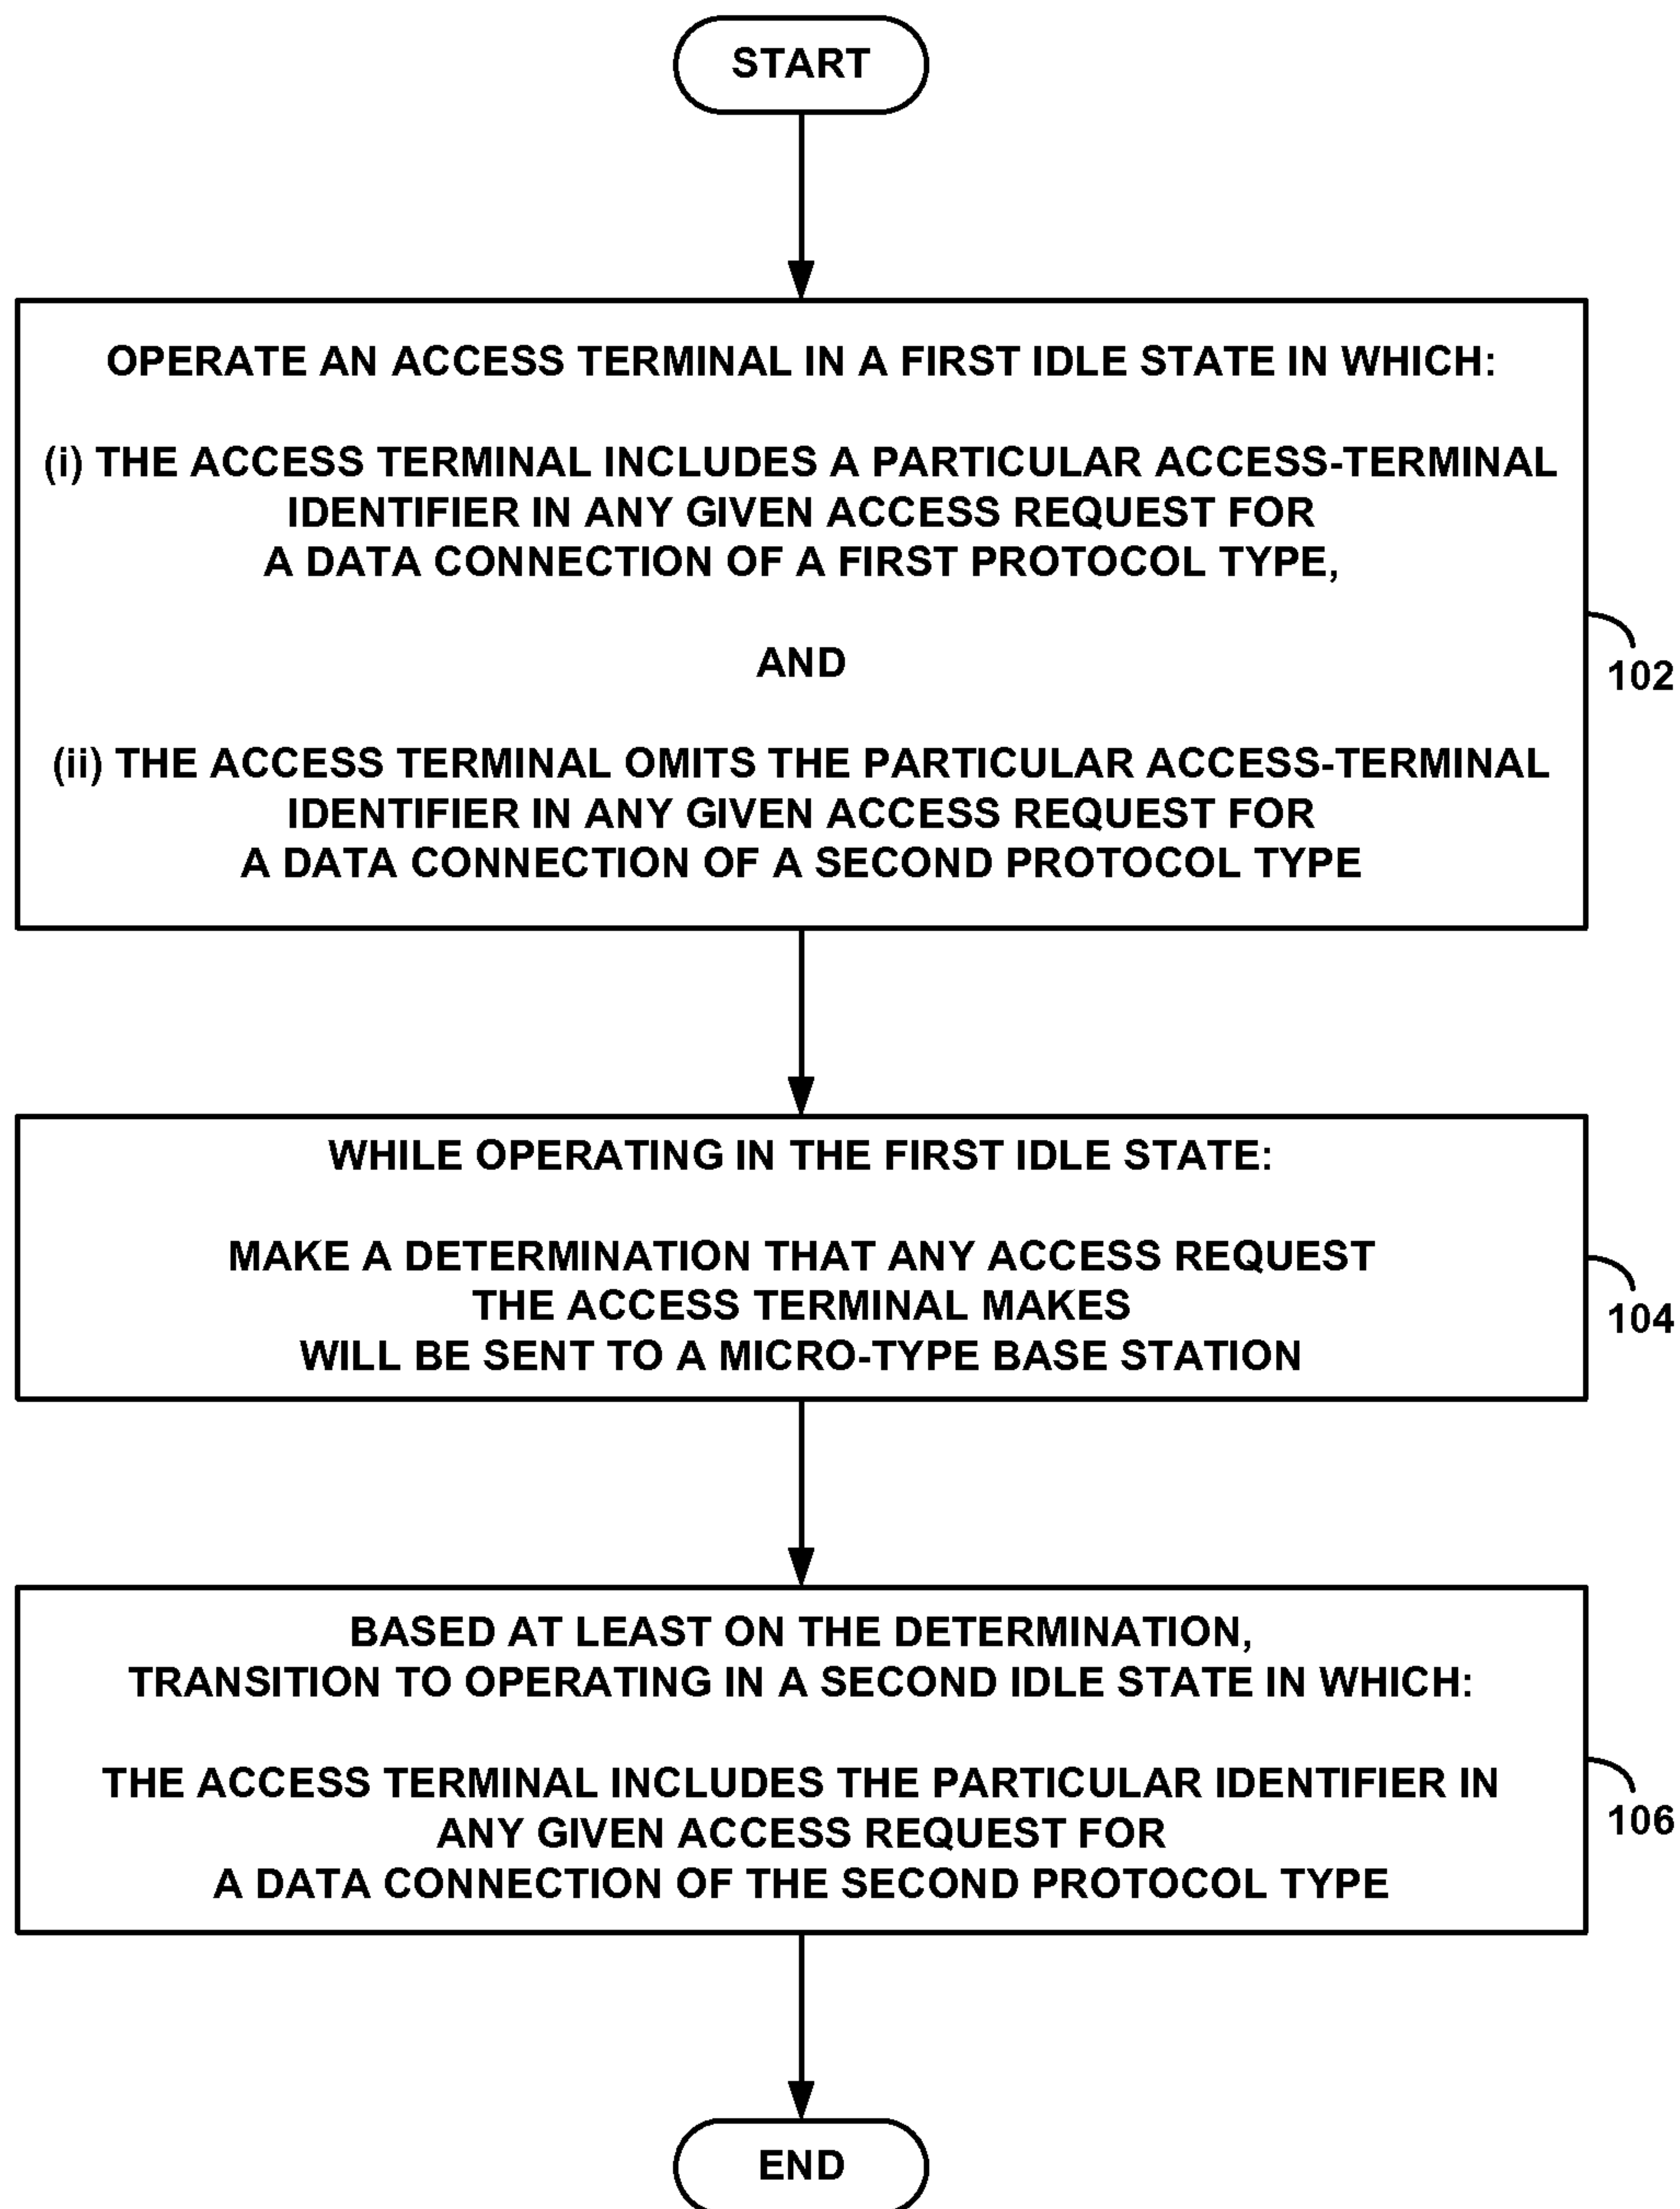 START
OPERATE AN ACCESS TERMINAL IN A FIRST IDLE STATE IN WHICH:
(i) THE ACCESS TERMINAL INCLUDES A PARTICULAR ACCESS-TERMINAL
IDENTIFIER IN ANY GIVEN ACCESS REQUEST FOR
A DATA CONNECTION OF A FIRST PROTOCOL TYPE,
AND
(ii) THE ACCESS TERMINAL OMITS THE PARTICULAR ACCESS-TERMINAL
IDENTIFIER IN ANY GIVEN ACCESS REQUEST FOR
A DATA CONNECTION OF A SECOND PROTOCOL TYPE
102
WHILE OPERATING IN THE FIRST IDLE STATE:
MAKE A DETERMINATION THAT ANY ACCESS REQUEST
THE ACCESS TERMINAL MAKES
WILL BE SENT TO A MICRO-TYPE BASE STATION
104
BASED AT LEAST ON THE DETERMINATION,
TRANSITION TO OPERATING IN A SECOND IDLE STATE IN WHICH:
THE ACCESS TERMINAL INCLUDES THE PARTICULAR IDENTIFIER IN
ANY GIVEN ACCESS REQUEST FOR
A DATA CONNECTION OF THE SECOND PROTOCOL TYPE
106
END